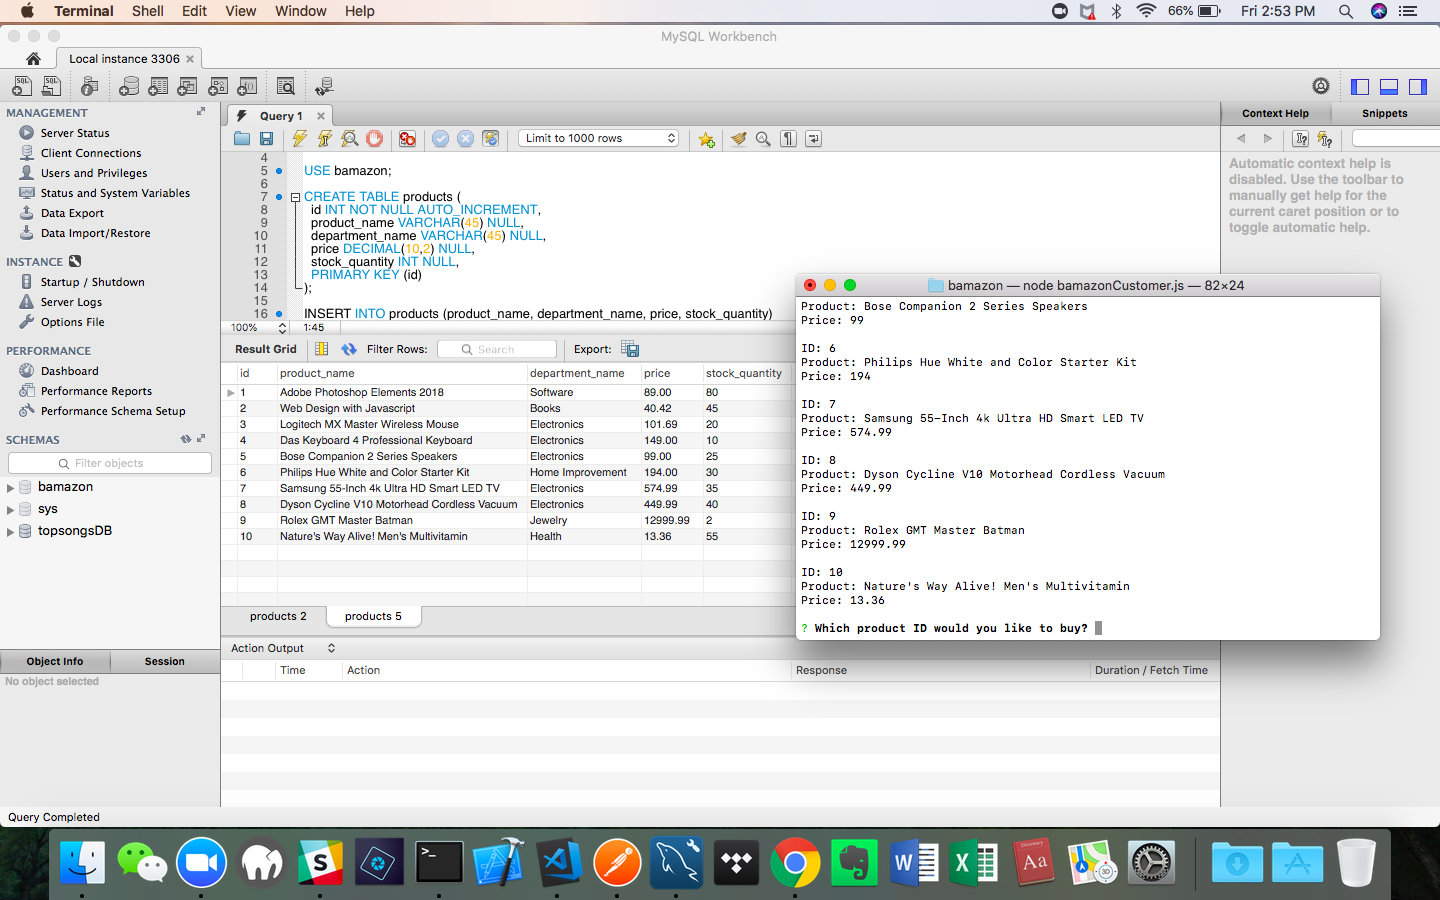 Terminal Shell Edit View Window Help 66% Fri 2:53 PM
MySQL Workbench
Local instance 3306
MANAGEMENT
Server Status
Client Connections
Users and Privileges
Status and System Variables
Data Export
Data Import/Restore
INSTANCE
Startup / Shutdown
Server Logs
Options File
PERFORMANCE
Dashboard
Performance Reports
Performance Schema Setup
SCHEMAS
Filter objects
bamazon
sys
topsongsDB
Object Info Session
No object selected
Query 1
Limit to 1000 rows
4
5 USE bamazon;
6
7 CREATE TABLE products (
8 id INT NOT NULL AUTO_INCREMENT,
9 product_name VARCHAR(45) NULL,
10 department_name VARCHAR(45) NULL,
11 price DECIMAL(10,2) NULL,
12 stock_quantity INT NULL,
13 PRIMARY KEY (id)
14 );
15
16 INSERT INTO products (product_name, department_name, price, stock_quantity)
100% 1:45
Result Grid Filter Rows: Search Export:
id product_name department_name price stock_quantity
1 Adobe Photoshop Elements 2018 Software 89.00 80
2 Web Design with Javascript Books 40.42 45
3 Logitech MX Master Wireless Mouse Electronics 101.69 20
4 Das Keyboard 4 Professional Keyboard Electronics 149.00 10
5 Bose Companion 2 Series Speakers Electronics 99.00 25
6 Philips Hue White and Color Starter Kit Home Improvement 194.00 30
7 Samsung 55-Inch 4k Ultra HD Smart LED TV Electronics 574.99 35
8 Dyson Cycline V10 Motorhead Cordless Vacuum Electronics 449.99 40
9 Rolex GMT Master Batman Jewelry 12999.99 2
10 Nature's Way Alive! Men's Multivitamin Health 13.36 55
products 2 products 5
Action Output
Time Action Response Duration / Fetch Time
Context Help Snippets
Automatic context help is
disabled. Use the toolbar to
manually get help for the
current caret position or to
toggle automatic help.
bamazon — node bamazonCustomer.js — 82×24
Product: Bose Companion 2 Series Speakers
Price: 99
ID: 6
Product: Philips Hue White and Color Starter Kit
Price: 194
ID: 7
Product: Samsung 55-Inch 4k Ultra HD Smart LED TV
Price: 574.99
ID: 8
Product: Dyson Cycline V10 Motorhead Cordless Vacuum
Price: 449.99
ID: 9
Product: Rolex GMT Master Batman
Price: 12999.99
ID: 10
Product: Nature's Way Alive! Men's Multivitamin
Price: 13.36
? Which product ID would you like to buy?
Query Completed
S
>_
W
X
Dictionary
Aa
3D